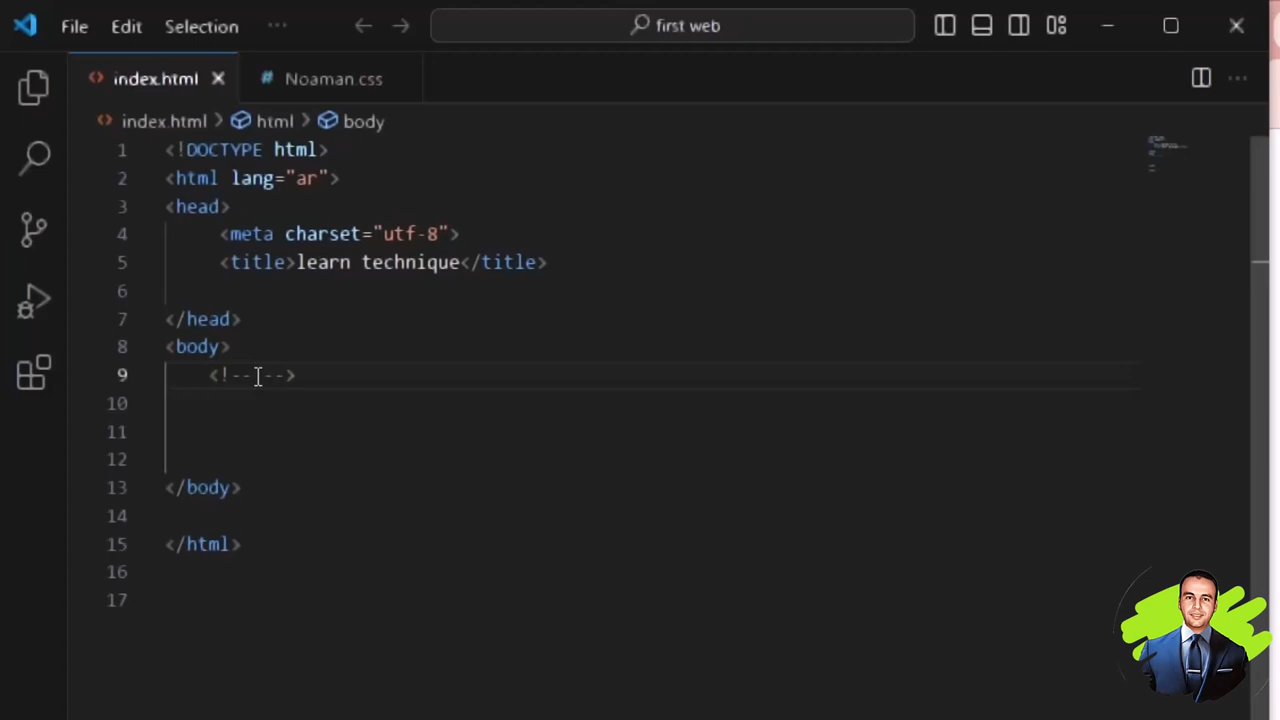 File Edit Selection ··· first web
index.html Noaman.css ···
index.html > html > body
1 <!DOCTYPE html>
2 <html lang="ar">
3 <head>
4 <meta charset="utf-8">
5 <title>learn technique</title>
6
7 </head>
8 <body>
9 <!-- -->
10
11
12
13 </body>
14
15 </html>
16
17